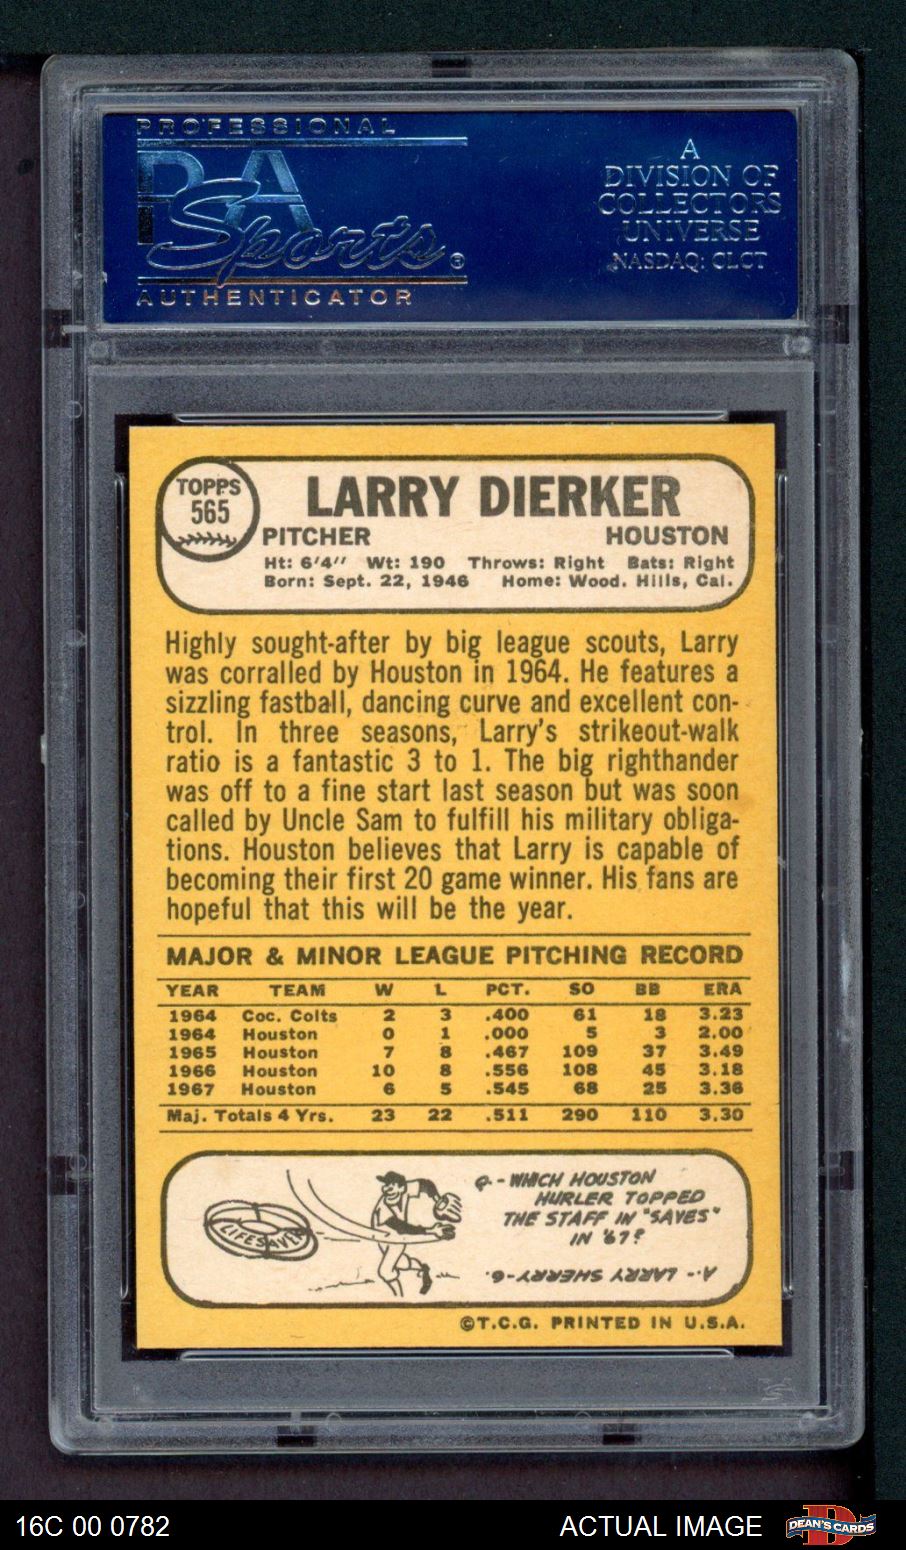 PROFESSIONAL
PSA
Sports®
AUTHENTICATOR
A
DIVISION OF
COLLECTORS
UNIVERSE
NASDAQ: CLCT
TOPPS
565
LARRY DIERKER
PITCHER HOUSTON
Ht: 6'4" Wt: 190 Throws: Right Bats: Right
Born: Sept. 22, 1946 Home: Wood. Hills, Cal.
Highly sought-after by big league scouts, Larry
was corralled by Houston in 1964. He features a
sizzling fastball, dancing curve and excellent con-
trol. In three seasons, Larry's strikeout-walk
ratio is a fantastic 3 to 1. The big righthander
was off to a fine start last season but was soon
called by Uncle Sam to fulfill his military obliga-
tions. Houston believes that Larry is capable of
becoming their first 20 game winner. His fans are
hopeful that this will be the year.
MAJOR & MINOR LEAGUE PITCHING RECORD
YEAR TEAM W L PCT. SO BB ERA
1964 Coc. Colts 2 3 .400 61 18 3.23
1964 Houston 0 1 .000 5 3 2.00
1965 Houston 7 8 .467 109 37 3.49
1966 Houston 10 8 .556 108 45 3.18
1967 Houston 6 5 .545 68 25 3.36
Maj. Totals 4 Yrs. 23 22 .511 290 110 3.30
LIFESAVER
Q.-WHICH HOUSTON
HURLER TOPPED
THE STAFF IN "SAVES"
IN '67?
A.-LARRY SHERRY-6.
©T.C.G. PRINTED IN U.S.A.
16C 00 0782 ACTUAL IMAGE
D
DEAN'S CARDS